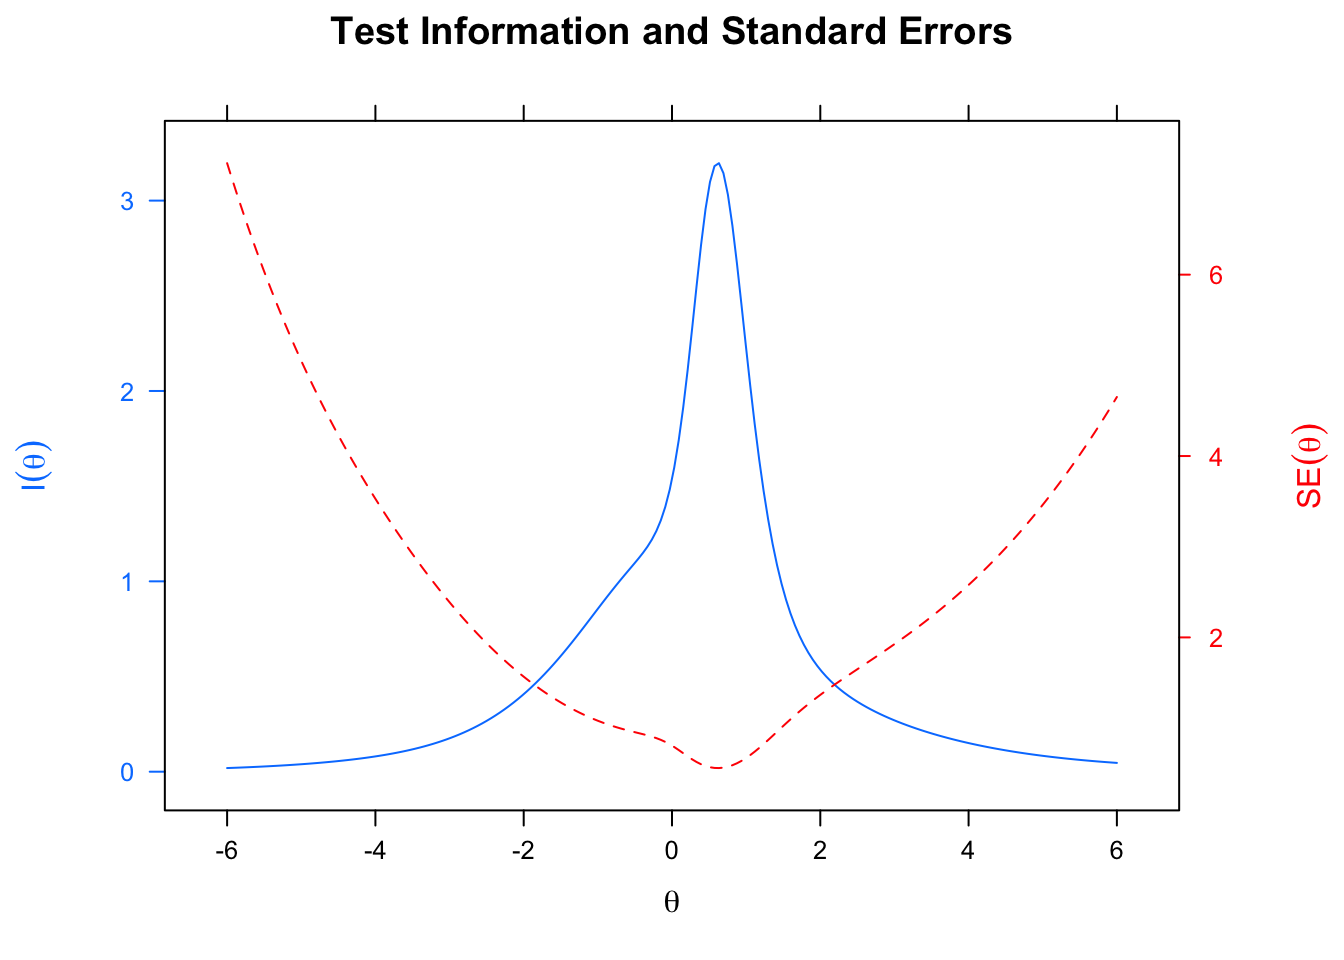 Test Information and Standard Errors
3
2
1
0
I(θ)
6
4
2
SE(θ)
-6 -4 -2 0 2 4 6
θ